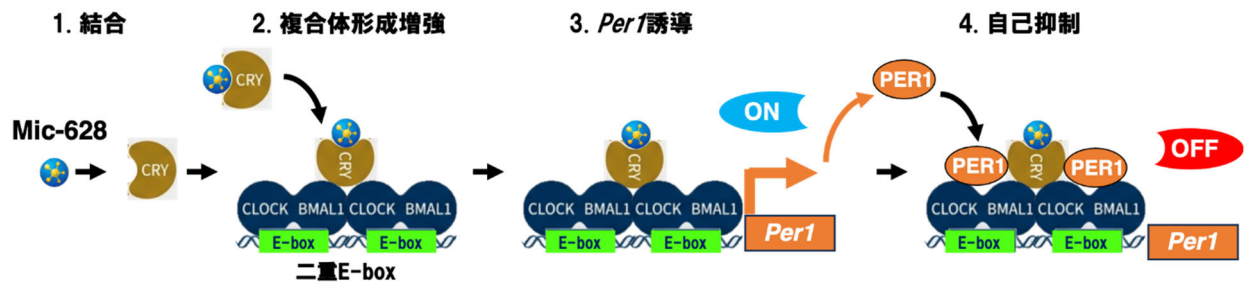 1. 結合
2. 複合体形成増強
3. Per1誘導
4. 自己抑制
Mic-628
CRY
CRY
CRY
CLOCK BMAL1 CLOCK BMAL1
E-box E-box
二重E-box
CRY
CLOCK BMAL1 CLOCK BMAL1
E-box E-box
Per1
ON
PER1
PER1 CRY PER1
CLOCK BMAL1 CLOCK BMAL1
E-box E-box
Per1
OFF